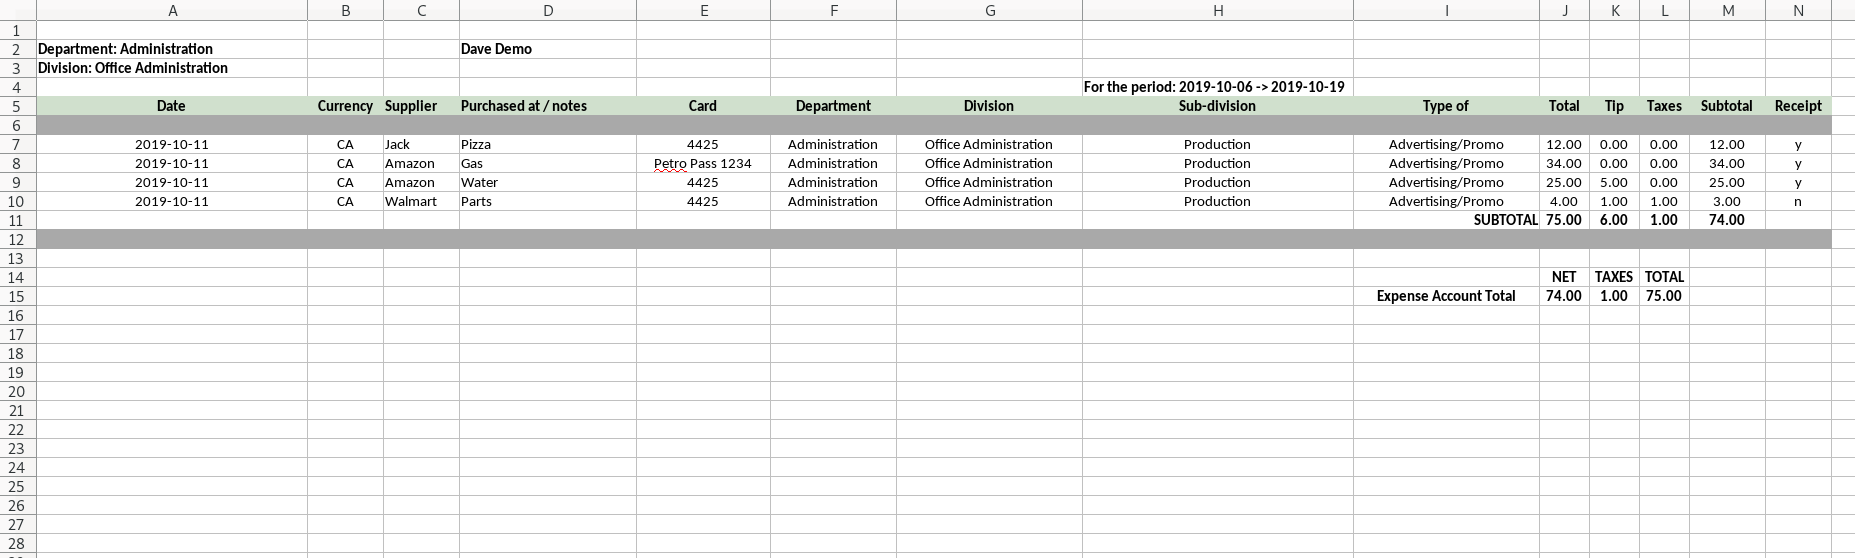 A B C D E F G H I J K L M N
1
2 Department: Administration Dave Demo
3 Division: Office Administration
4 For the period: 2019-10-06 -> 2019-10-19
5 Date Currency Supplier Purchased at / notes Card Department Division Sub-division Type of Total Tip Taxes Subtotal Receipt
6
7 2019-10-11 CA Jack Pizza 4425 Administration Office Administration Production Advertising/Promo 12.00 0.00 0.00 12.00 y
8 2019-10-11 CA Amazon Gas Petro Pass 1234 Administration Office Administration Production Advertising/Promo 34.00 0.00 0.00 34.00 y
9 2019-10-11 CA Amazon Water 4425 Administration Office Administration Production Advertising/Promo 25.00 5.00 0.00 25.00 y
10 2019-10-11 CA Walmart Parts 4425 Administration Office Administration Production Advertising/Promo 4.00 1.00 1.00 3.00 n
11 SUBTOTAL 75.00 6.00 1.00 74.00
12
13
14 NET TAXES TOTAL
15 Expense Account Total 74.00 1.00 75.00
16
17
18
19
20
21
22
23
24
25
26
27
28